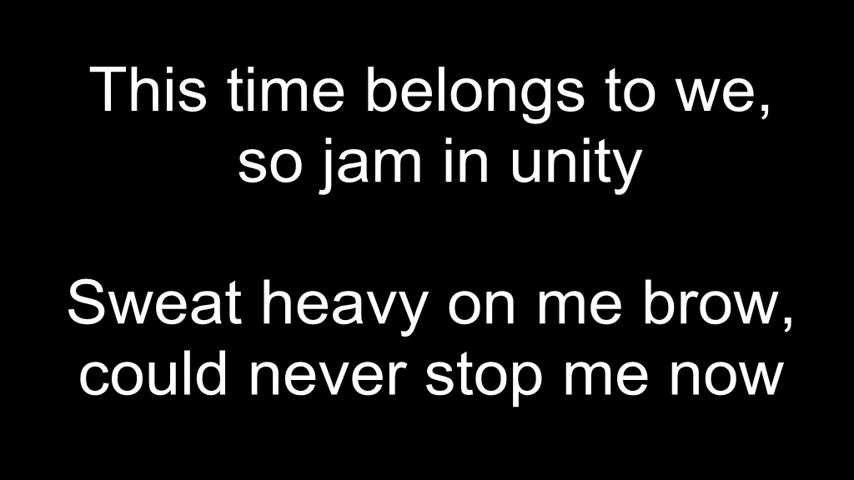 This time belongs to we,
so jam in unity
Sweat heavy on me brow,
could never stop me now